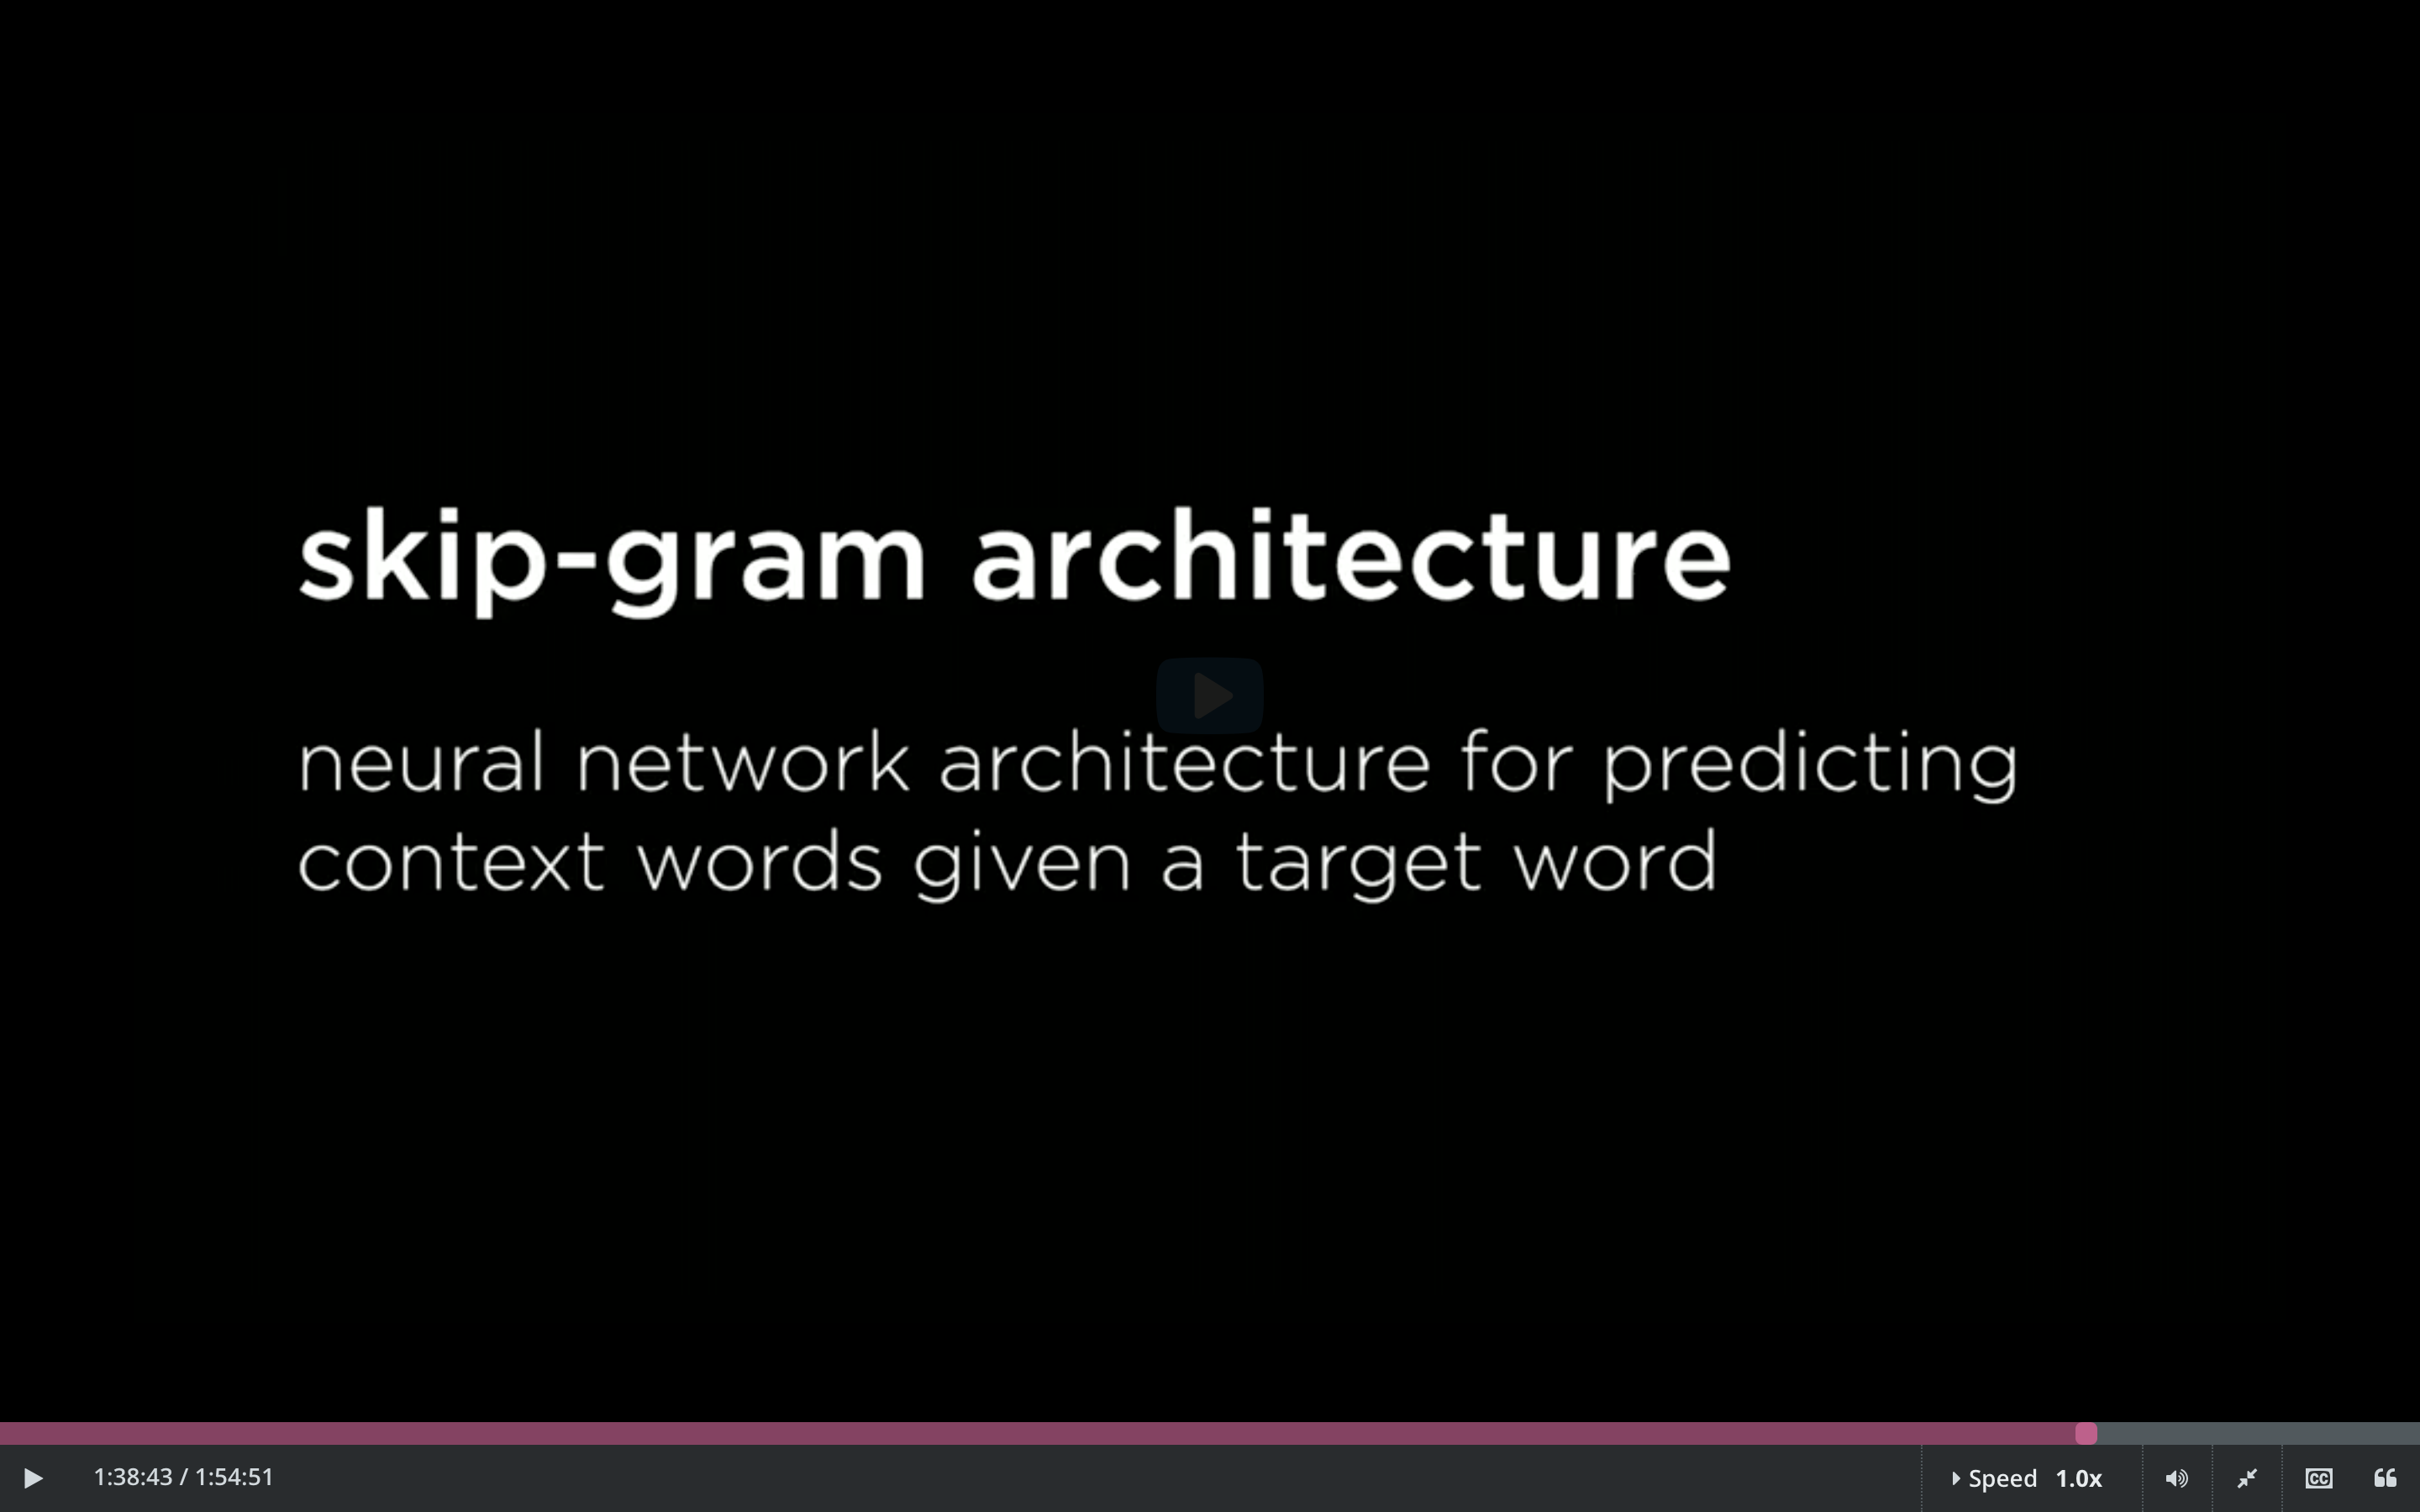 skip-gram architecture
neural network architecture for predicting
context words given a target word
1:38:43 / 1:54:51
Speed 1.0x
CC